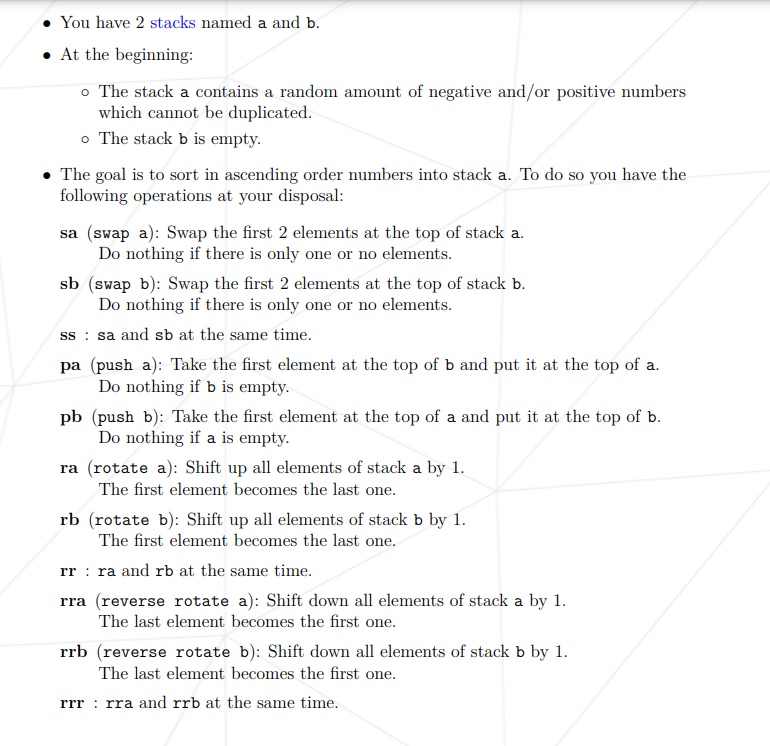 • You have 2 stacks named a and b.
• At the beginning:
◦ The stack a contains a random amount of negative and/or positive numbers
which cannot be duplicated.
◦ The stack b is empty.
• The goal is to sort in ascending order numbers into stack a. To do so you have the
following operations at your disposal:
sa (swap a): Swap the first 2 elements at the top of stack a.
Do nothing if there is only one or no elements.
sb (swap b): Swap the first 2 elements at the top of stack b.
Do nothing if there is only one or no elements.
ss : sa and sb at the same time.
pa (push a): Take the first element at the top of b and put it at the top of a.
Do nothing if b is empty.
pb (push b): Take the first element at the top of a and put it at the top of b.
Do nothing if a is empty.
ra (rotate a): Shift up all elements of stack a by 1.
The first element becomes the last one.
rb (rotate b): Shift up all elements of stack b by 1.
The first element becomes the last one.
rr : ra and rb at the same time.
rra (reverse rotate a): Shift down all elements of stack a by 1.
The last element becomes the first one.
rrb (reverse rotate b): Shift down all elements of stack b by 1.
The last element becomes the first one.
rrr : rra and rrb at the same time.